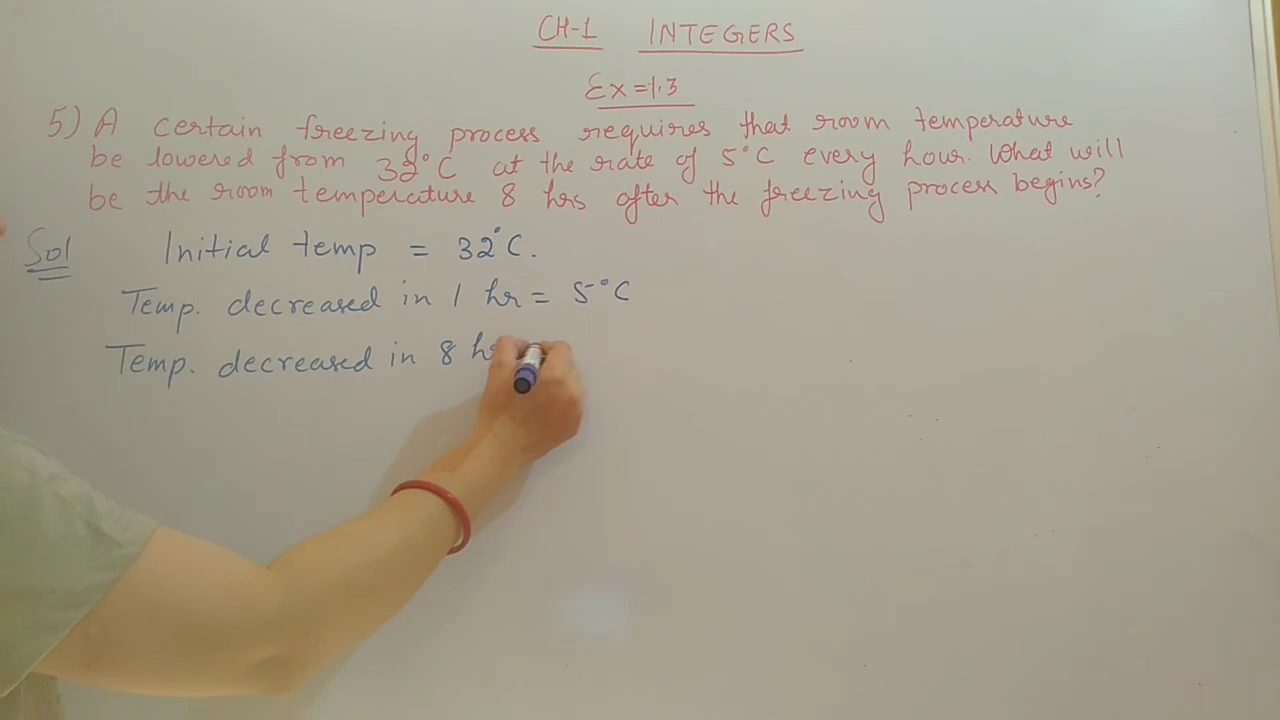 CH-1 INTEGERS
Ex=1.3
5) A certain freezing process requires that room temperature
be lowered from 32°C at the rate of 5°C every hour. What will
be the room temperature 8 hrs after the freezing process begins?
Sol Initial temp = 32°C.
Temp. decreased in 1 hr = 5°C
Temp. decreased in 8 h